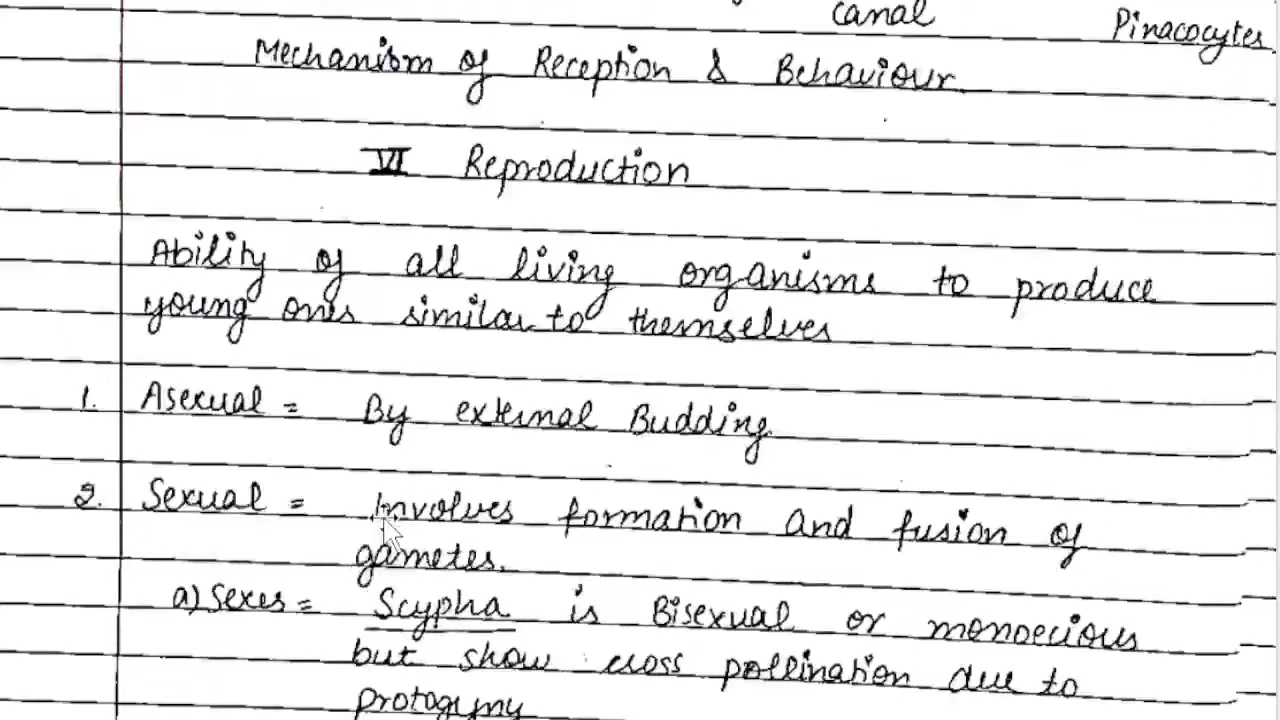 canal Pinacocytes
Mechanism of Reception & Behaviour
VI Reproduction
Ability of all living organisms to produce
young ones similar to themselves
1. Asexual = By external Budding.
2. Sexual = Involves formation and fusion of
gametes.
a) Sexes = Scypha is Bisexual or monoecious
but show cross pollination due to
protogyny